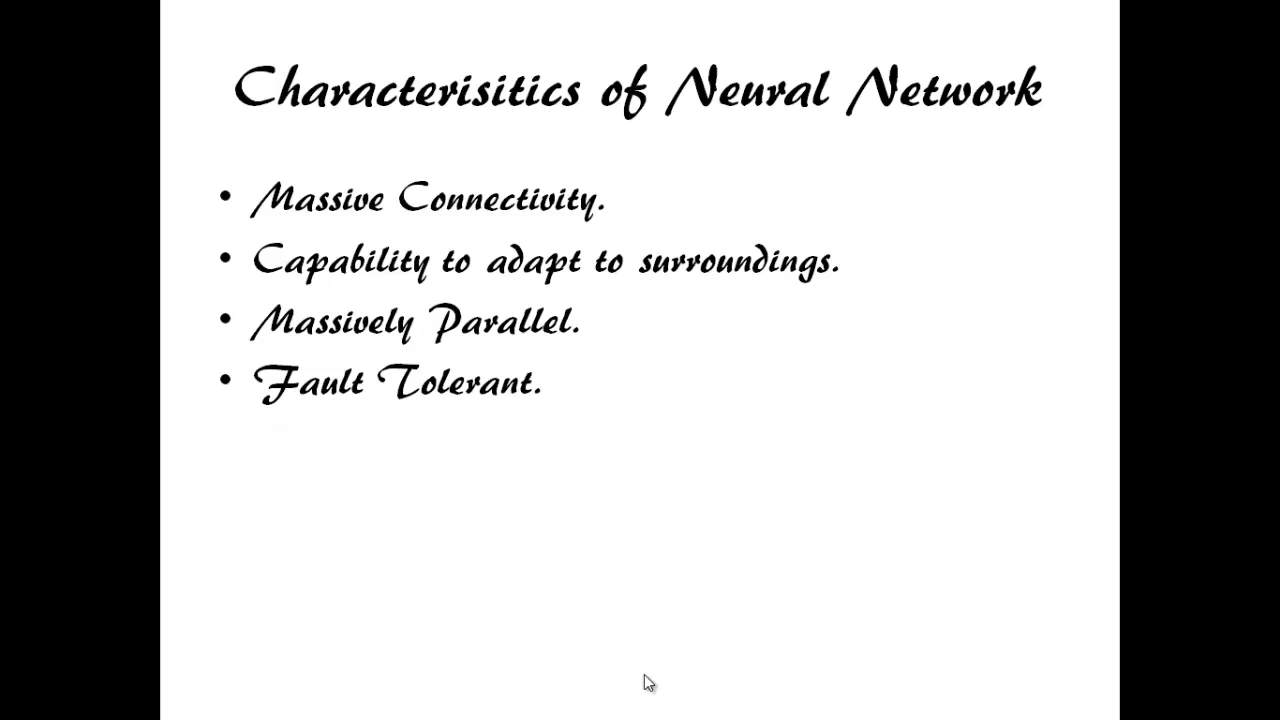 Characterisitics of Neural Network
• Massive Connectivity.
• Capability to adapt to surroundings.
• Massively Parallel.
• Fault Tolerant.